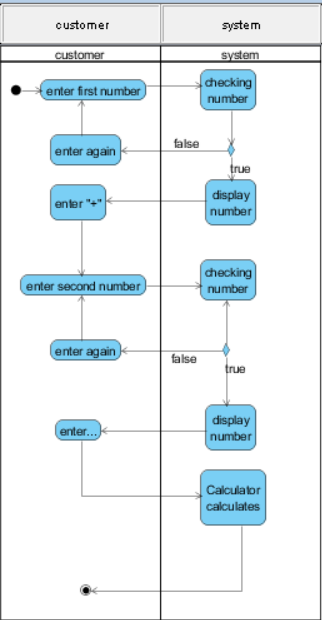 customer system
customer system
enter first number
checking
number
false
enter again
true
enter "+"
display
number
enter second number
checking
number
enter again
false
true
enter...
display
number
Calculator
calculates